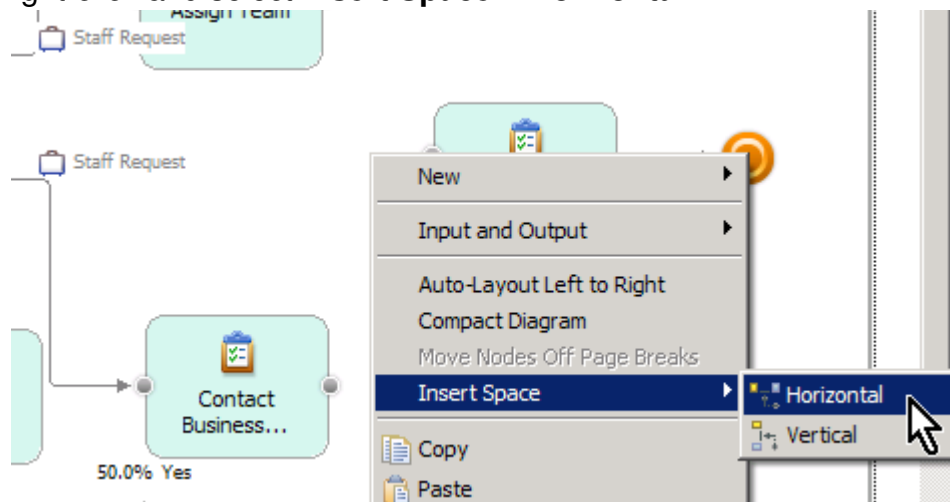 Assign Team
Staff Request
Staff Request
New
Input and Output
Auto-Layout Left to Right
Compact Diagram
Move Nodes Off Page Breaks
Insert Space
Horizontal
Vertical
Contact
Business...
Copy
50.0% Yes
Paste